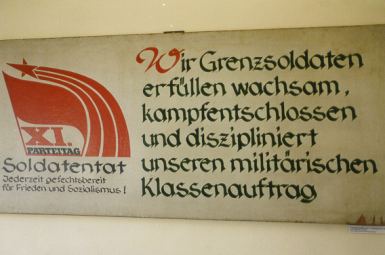 XI.
PARTEITAG
Soldatentat
Jederzeit gefechtsbereit
für Frieden und Sozialismus!
Wir Grenzsoldaten
erfüllen wachsam,
kampfentschlossen
und diszipliniert
unseren militärischen
Klassenauftrag